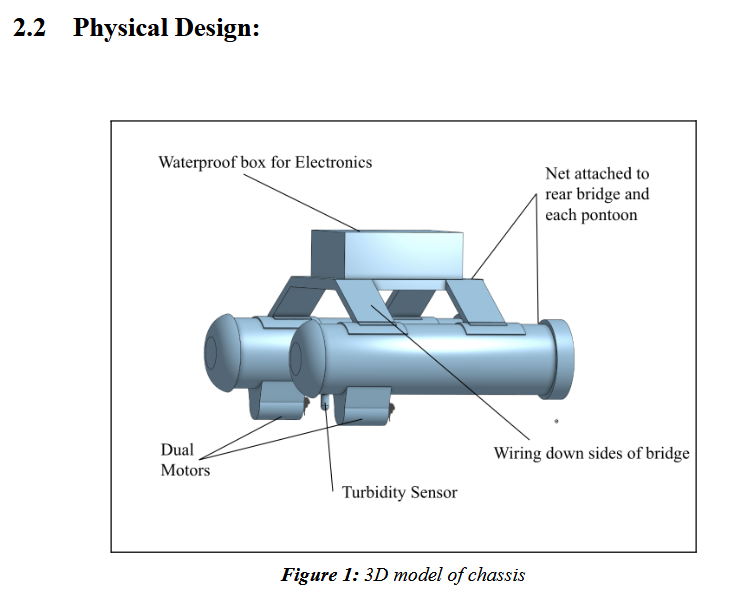 2.2 Physical Design:
Waterproof box for Electronics
Net attached to
rear bridge and
each pontoon
Dual
Motors
Wiring down sides of bridge
Turbidity Sensor
Figure 1: 3D model of chassis